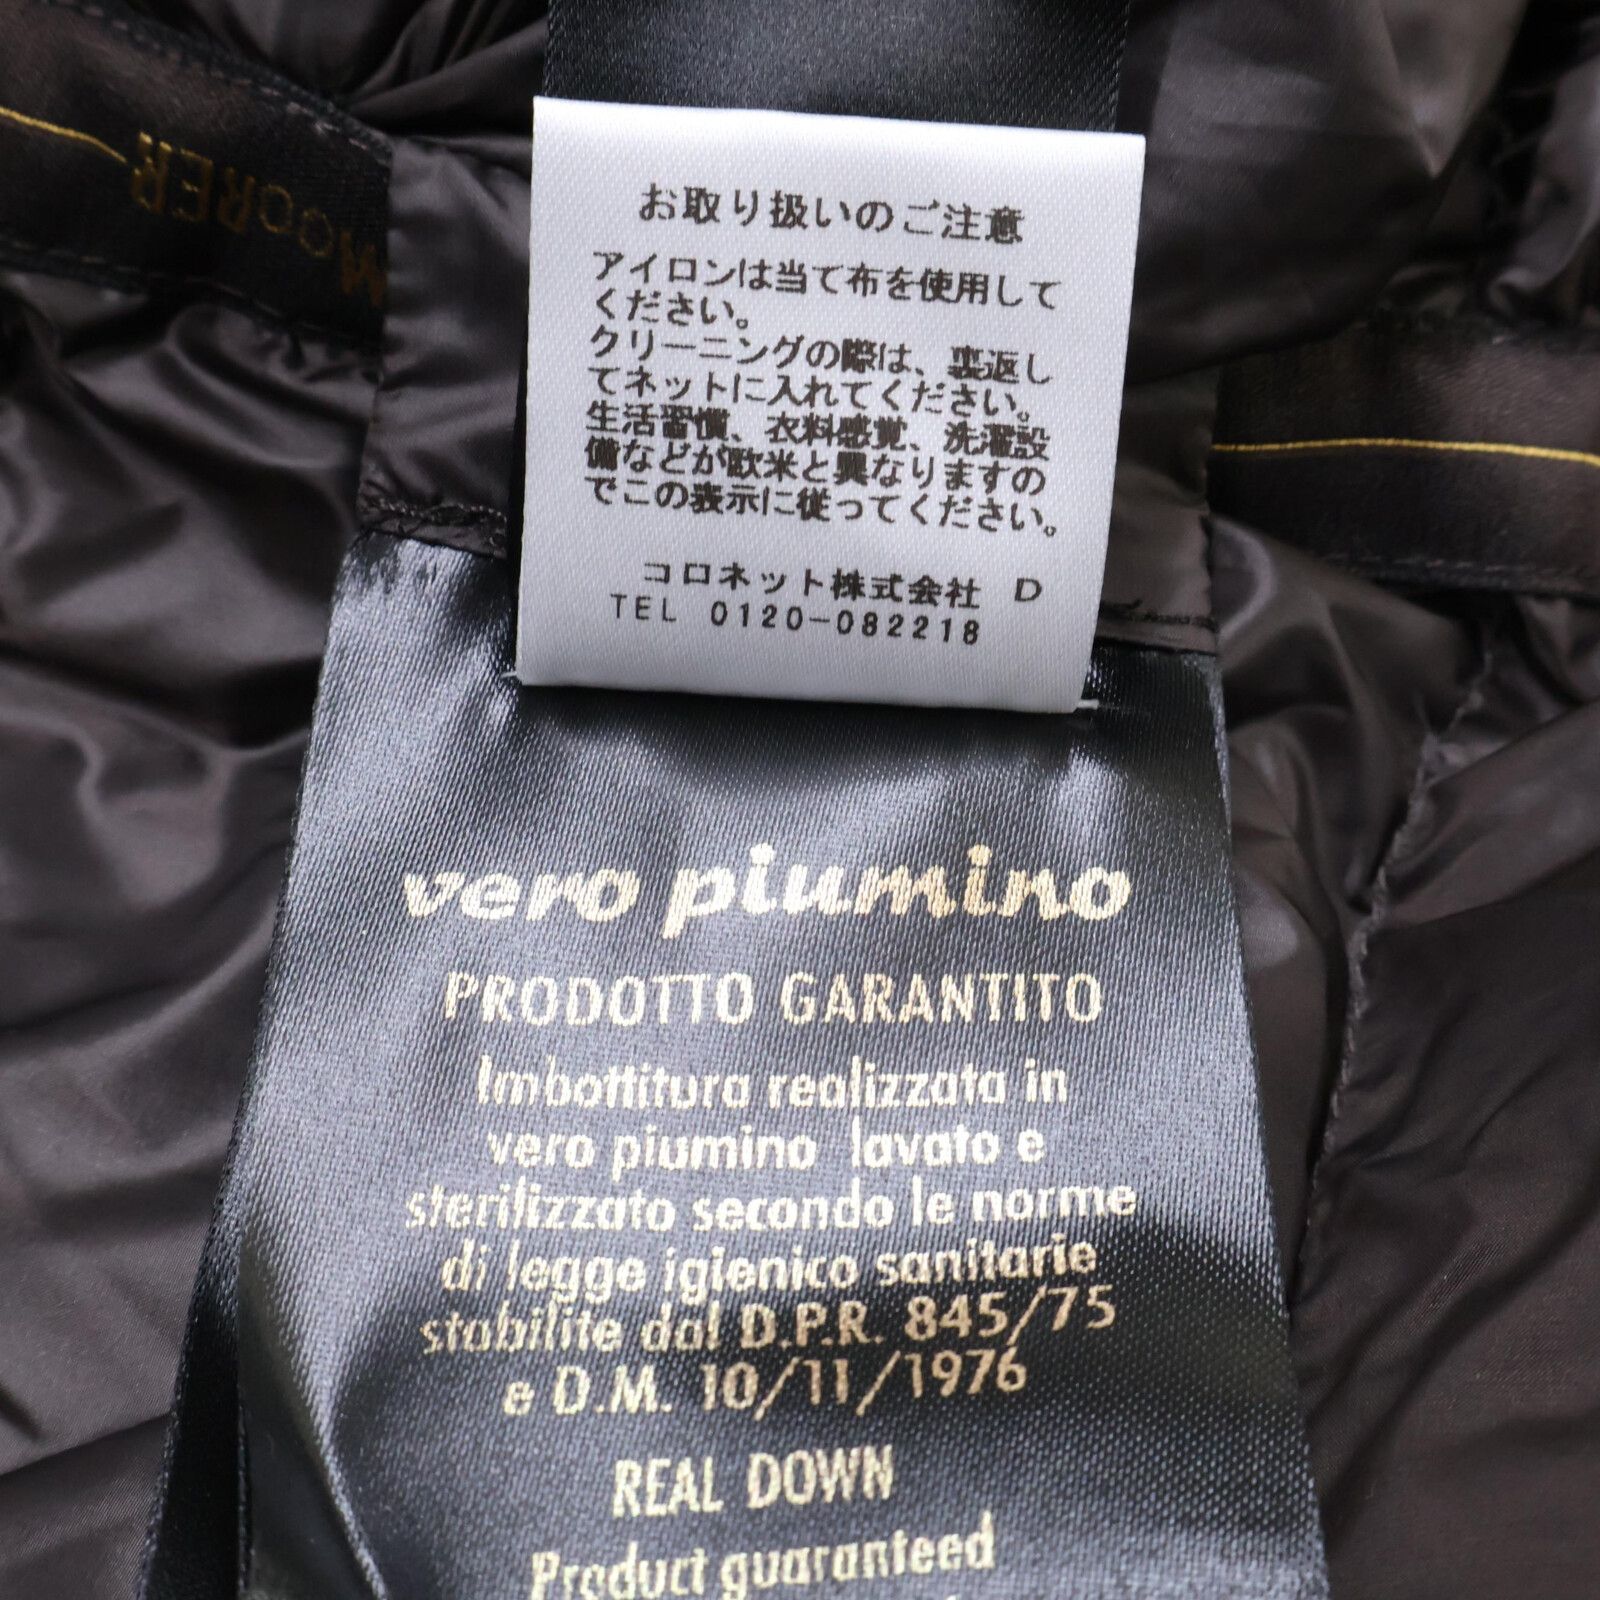 MOORER
お取り扱いのご注意
アイロンは当て布を使用して
ください。
クリーニングの際は、裏返し
てネットに入れてください。
生活習慣、衣料感覚、洗濯設
備などが欧米と異なりますの
でこの表示に従ってください。
コロネット株式会社 D
TEL 0120-082218
vero piumino
PRODOTTO GARANTITO
Imbottitura realizzata in
vero piumino lavato e
sterilizzato secondo le norme
di legge igienico sanitarie
stabilite dal D.P.R. 845/75
e D.M. 10/11/1976
REAL DOWN
Product guaranteed